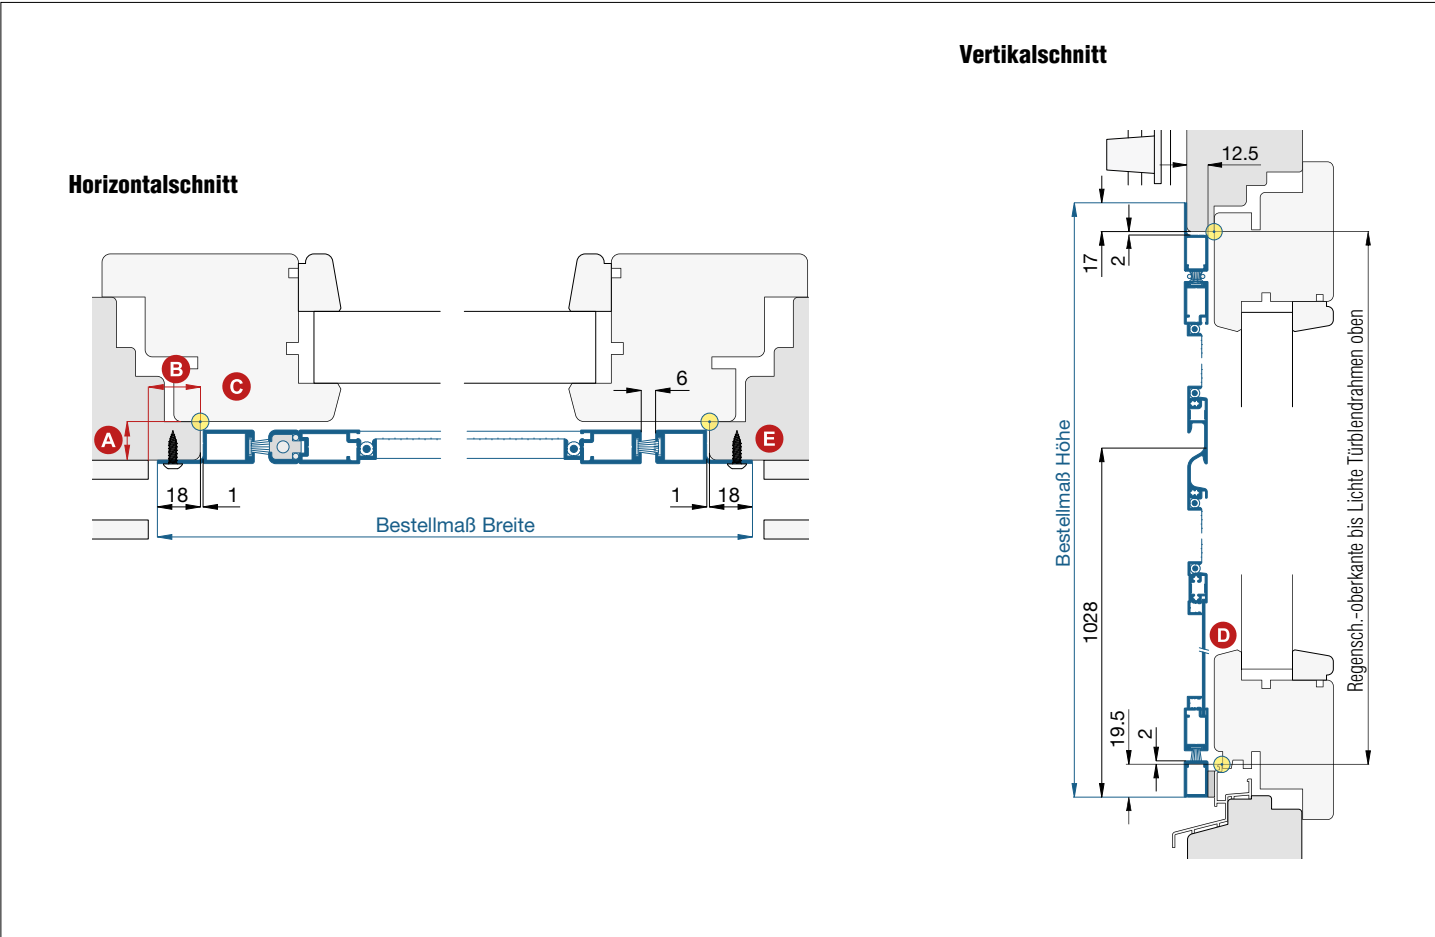 Vertikalschnitt
Horizontalschnitt
12.5
17
2
B
C
A
E
6
18
1
1
18
Bestellmaß Breite
Bestellmaß Höhe
1028
D
19.5
2
Regensch.-oberkante bis Lichte Türblendrahmen oben